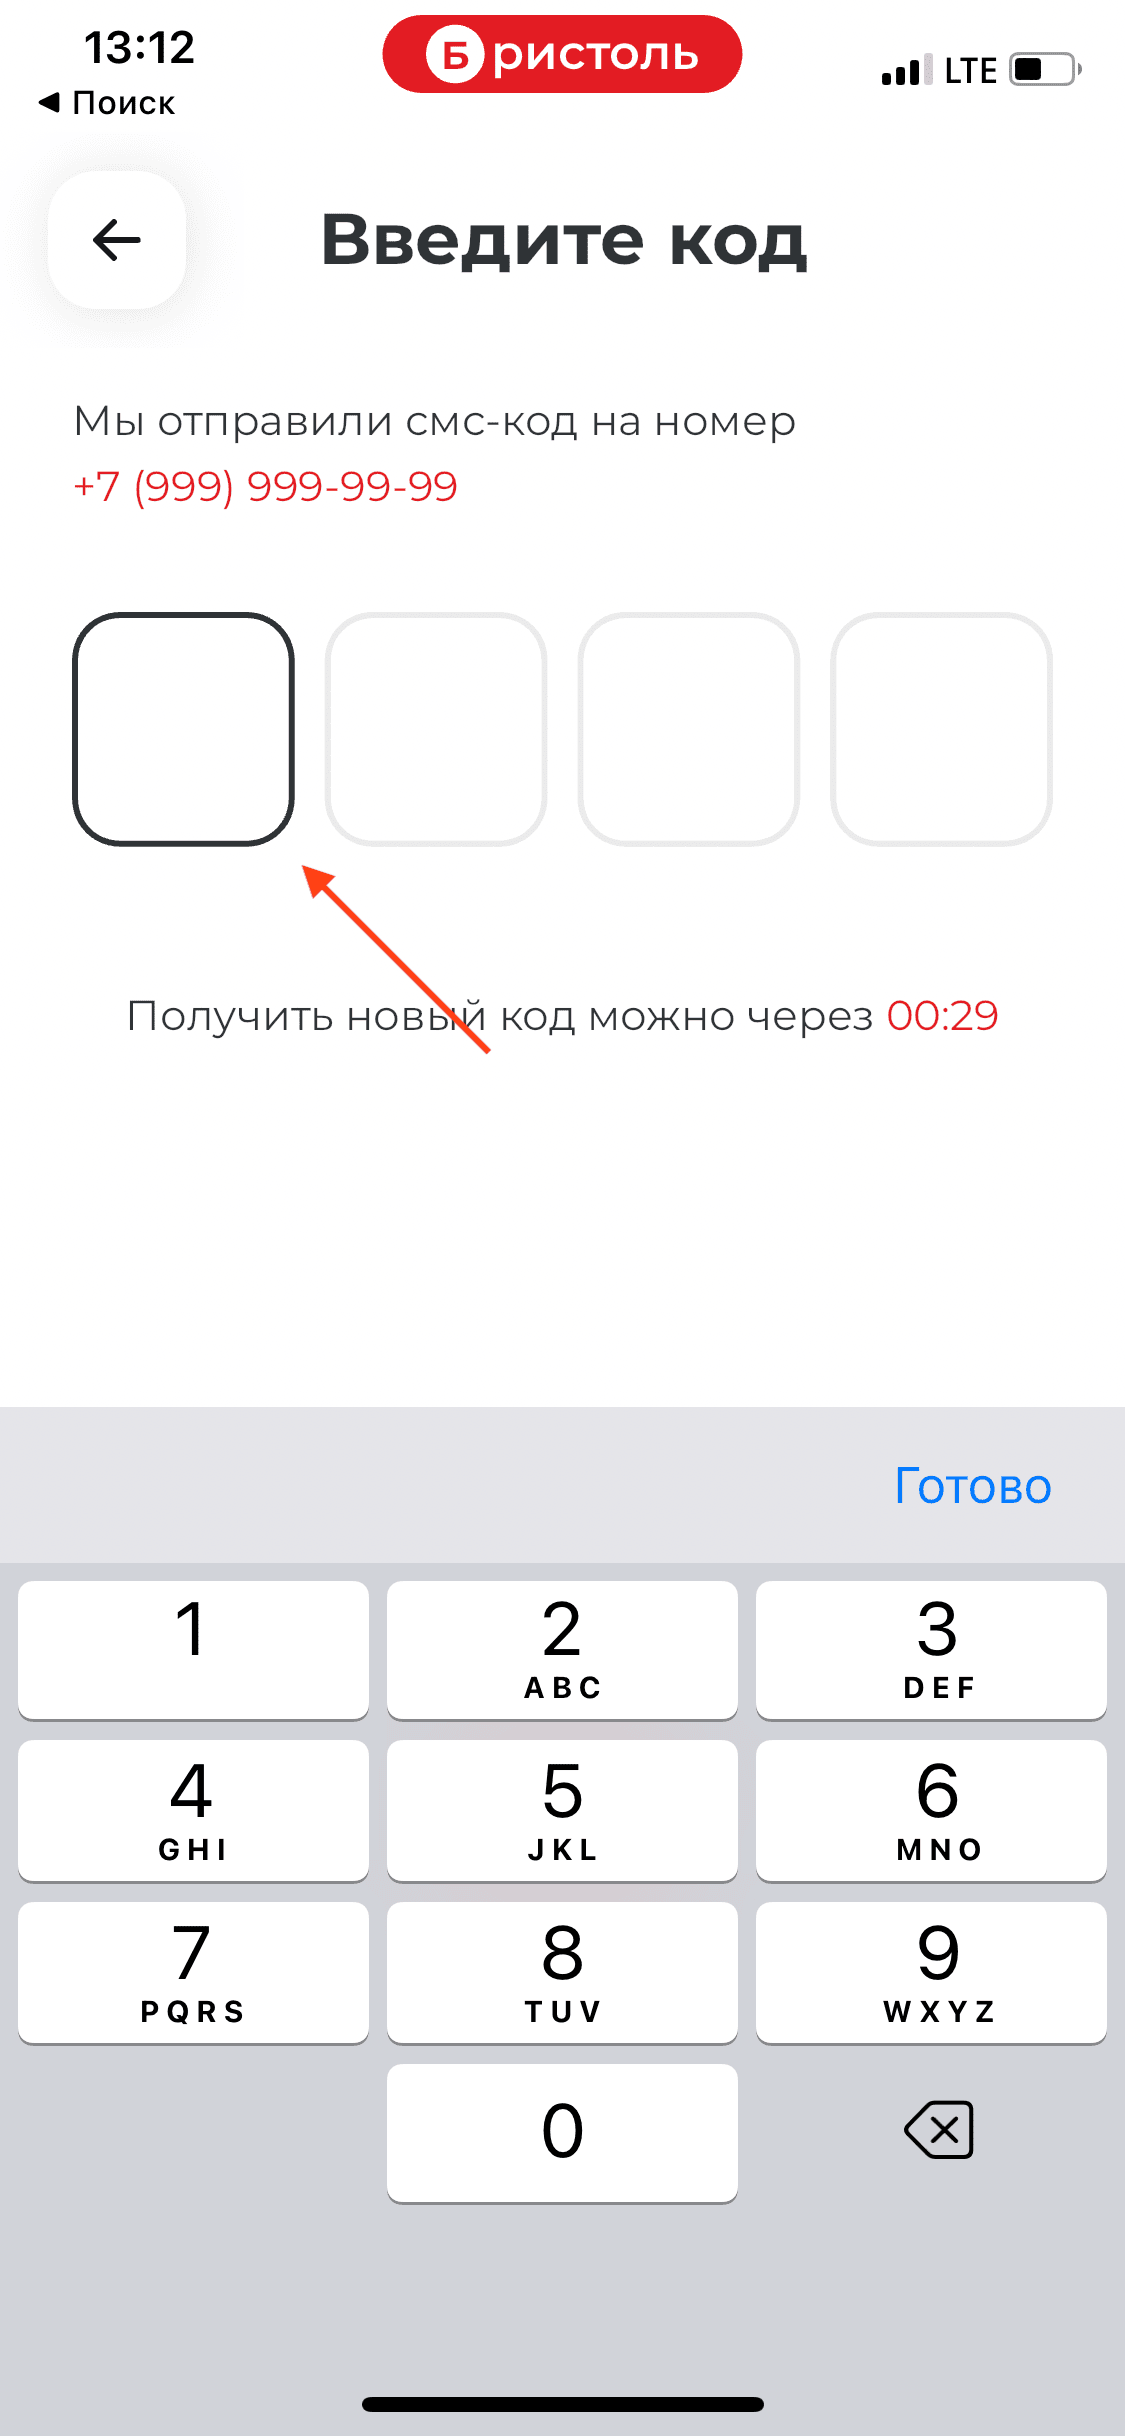 13:12
Бристоль
LTE
◀ Поиск
Введите код
Мы отправили смс-код на номер
+7 (999) 999-99-99
Получить новый код можно через 00:29
Готово
1
2
3
ABC
DEF
4
5
6
GHI
JKL
MNO
7
8
9
PQRS
TUV
WXYZ
0